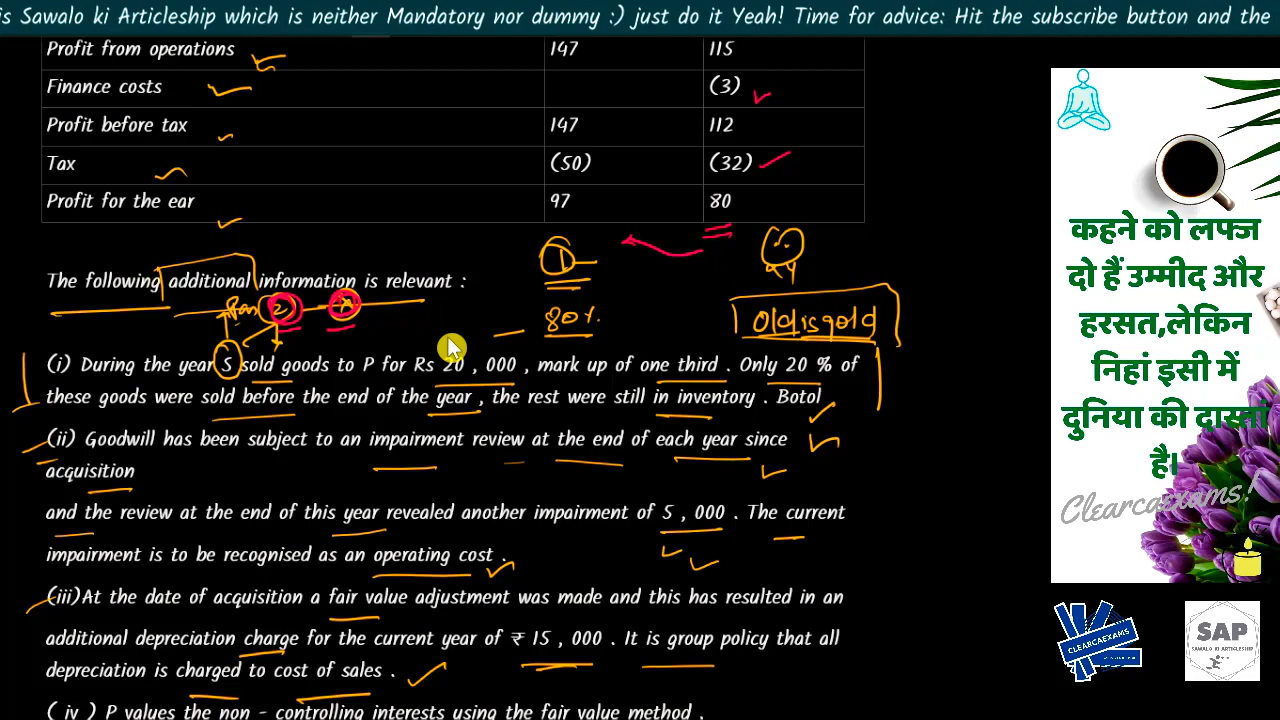 is Sawalo ki Articleship which is neither Mandatory nor dummy :) just do it Yeah! Time for advice: Hit the subscribe button and the
Profit from operations 147 115
Finance costs (3)
Profit before tax 147 112
Tax (50) (32)
Profit for the ear 97 80
The following additional information is relevant :
80%
Old is gold
(i) During the year S sold goods to P for Rs 20 , 000 , mark up of one third . Only 20 % of
these goods were sold before the end of the year , the rest were still in inventory . Botol
(ii) Goodwill has been subject to an impairment review at the end of each year since
acquisition
and the review at the end of this year revealed another impairment of 5 , 000 . The current
impairment is to be recognised as an operating cost .
(iii)At the date of acquisition a fair value adjustment was made and this has resulted in an
additional depreciation charge for the current year of ₹ 15 , 000 . It is group policy that all
depreciation is charged to cost of sales .
( iv ) P values the non - controlling interests using the fair value method .
कहने को लफ्ज
दो हैं उम्मीद और
हसरत,लेकिन
निहां इसी में
दुनिया की दास्तां
है।
Clearcaexams!
CLEARCAEXAMS
SAP
SAWALO KI ARTICLESHIP